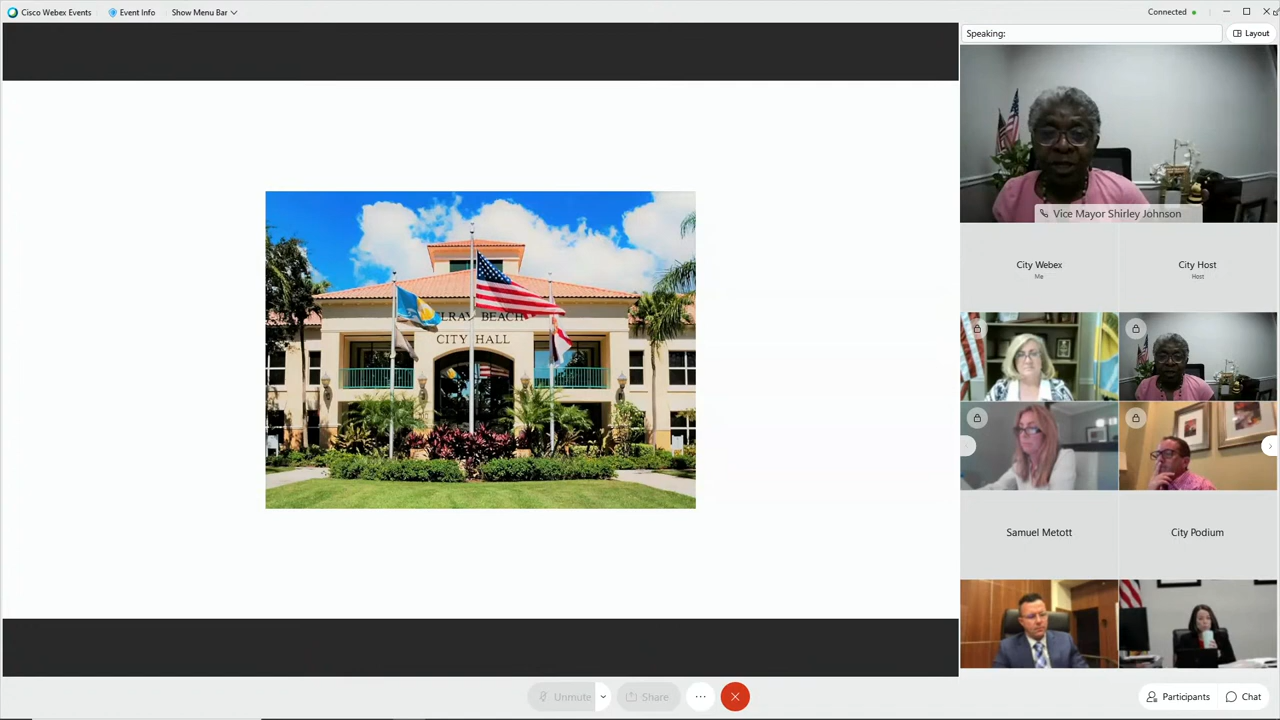 Cisco Webex Events
Event Info
Show Menu Bar
Connected
Speaking:
Layout
Vice Mayor Shirley Johnson
City Webex
Me
City Host
Host
LRAY BEACH
CITY HALL
Samuel Metott
City Podium
Unmute
Share
Participants
Chat